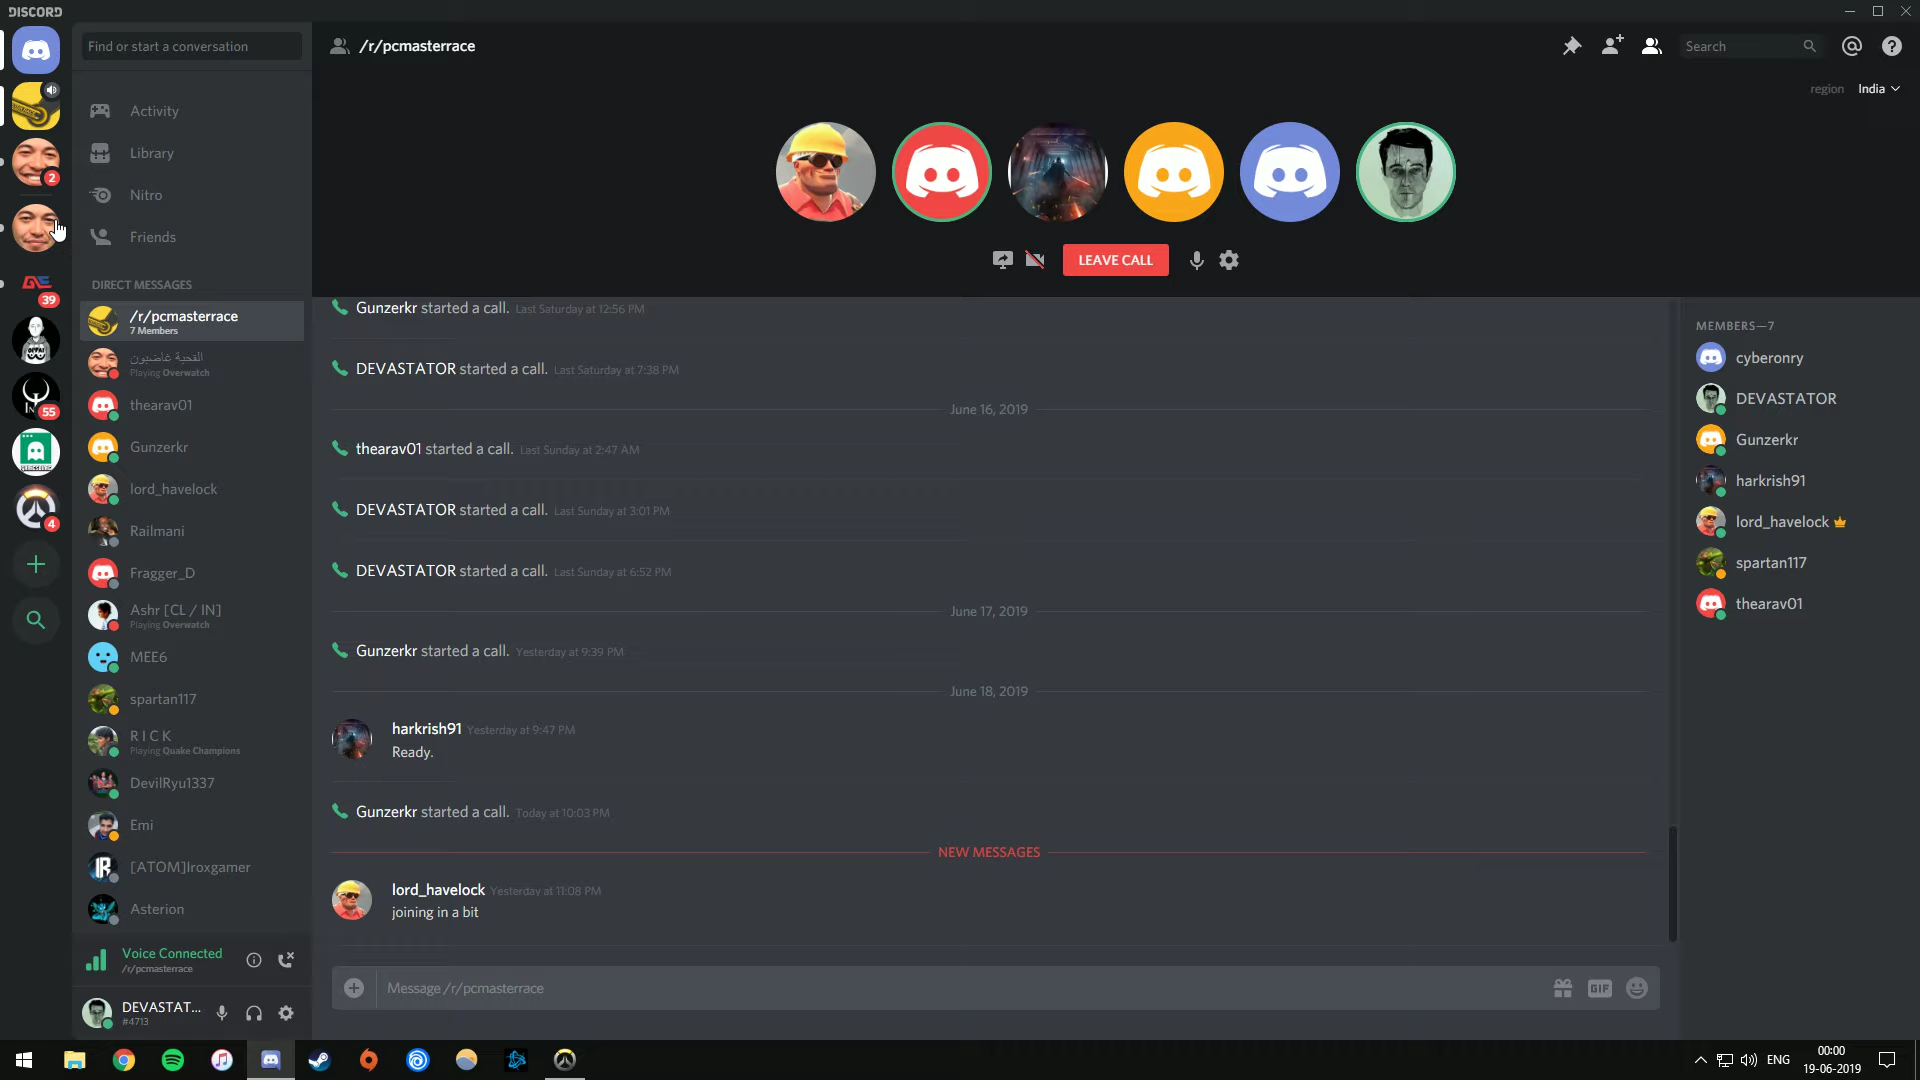 DISCORD
Find or start a conversation
/r/pcmasterrace
Search
region India
Activity
Library
Nitro
Friends
2
39
55
4
DIRECT MESSAGES
/r/pcmasterrace
7 Members
القحبة غاضبون
Playing Overwatch
thearav01
Gunzerkr
lord_havelock
Railmani
Fragger_D
Ashr [CL / IN]
Playing Overwatch
MEE6
spartan117
R I C K
Playing Quake Champions
DevilRyu1337
Emi
[ATOM]Iroxgamer
Asterion
Voice Connected
/r/pcmasterrace
DEVASTAT...
#4713
LEAVE CALL
Gunzerkr started a call. Last Saturday at 12:56 PM
DEVASTATOR started a call. Last Saturday at 7:38 PM
June 16, 2019
thearav01 started a call. Last Sunday at 2:47 AM
DEVASTATOR started a call. Last Sunday at 3:01 PM
DEVASTATOR started a call. Last Sunday at 6:52 PM
June 17, 2019
Gunzerkr started a call. Yesterday at 9:39 PM
June 18, 2019
harkrish91 Yesterday at 9:47 PM
Ready.
Gunzerkr started a call. Today at 10:03 PM
NEW MESSAGES
lord_havelock Yesterday at 11:08 PM
joining in a bit
Message /r/pcmasterrace
GIF
MEMBERS—7
cyberonry
DEVASTATOR
Gunzerkr
harkrish91
lord_havelock
spartan117
thearav01
ENG
00:00
19-06-2019